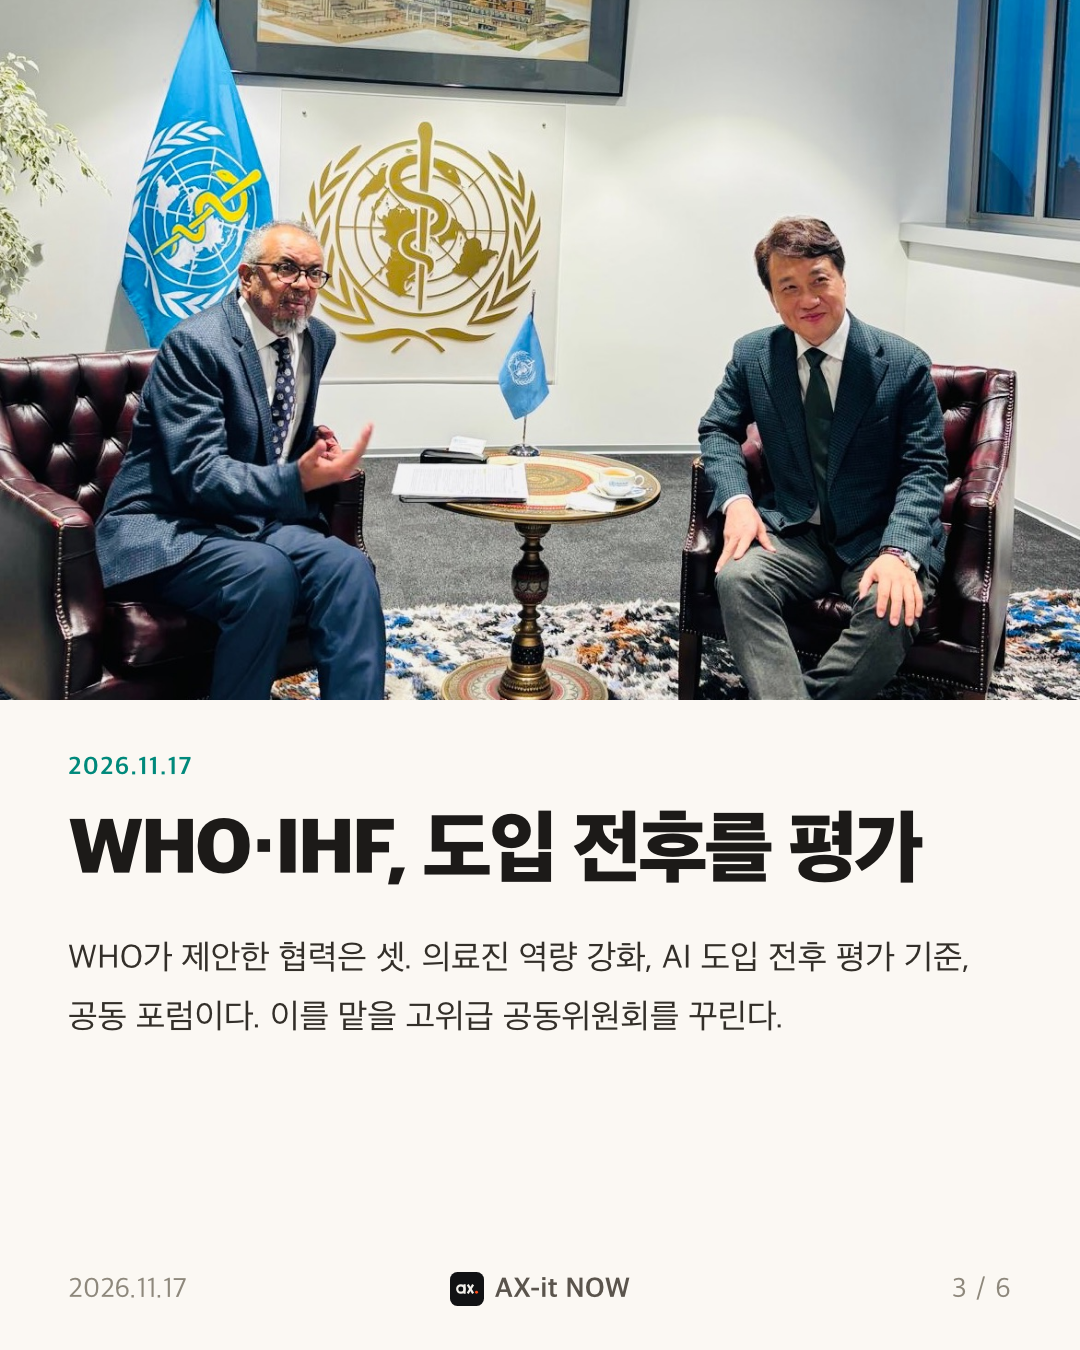 2026.11.17
WHO·IHF, 도입 전후를 평가
WHO가 제안한 협력은 셋. 의료진 역량 강화, AI 도입 전후 평가 기준,
공동 포럼이다. 이를 맡을 고위급 공동위원회를 꾸린다.
2026.11.17
ax.
AX-it NOW
3 / 6